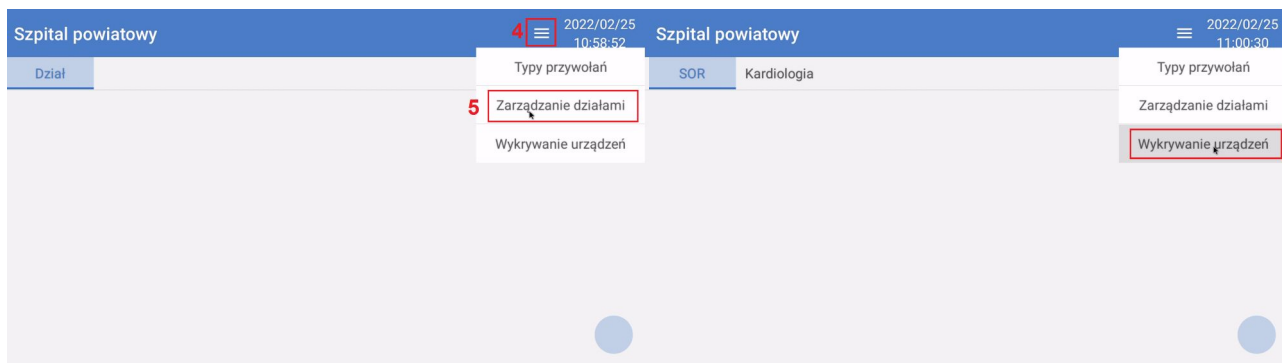 Szpital powiatowy
4
2022/02/25
10:58:52
Dział
Typy przywołań
5
Zarządzanie działami
Wykrywanie urządzeń
Szpital powiatowy
2022/02/25
11:00:30
SOR
Kardiologia
Typy przywołań
Zarządzanie działami
Wykrywanie urządzeń